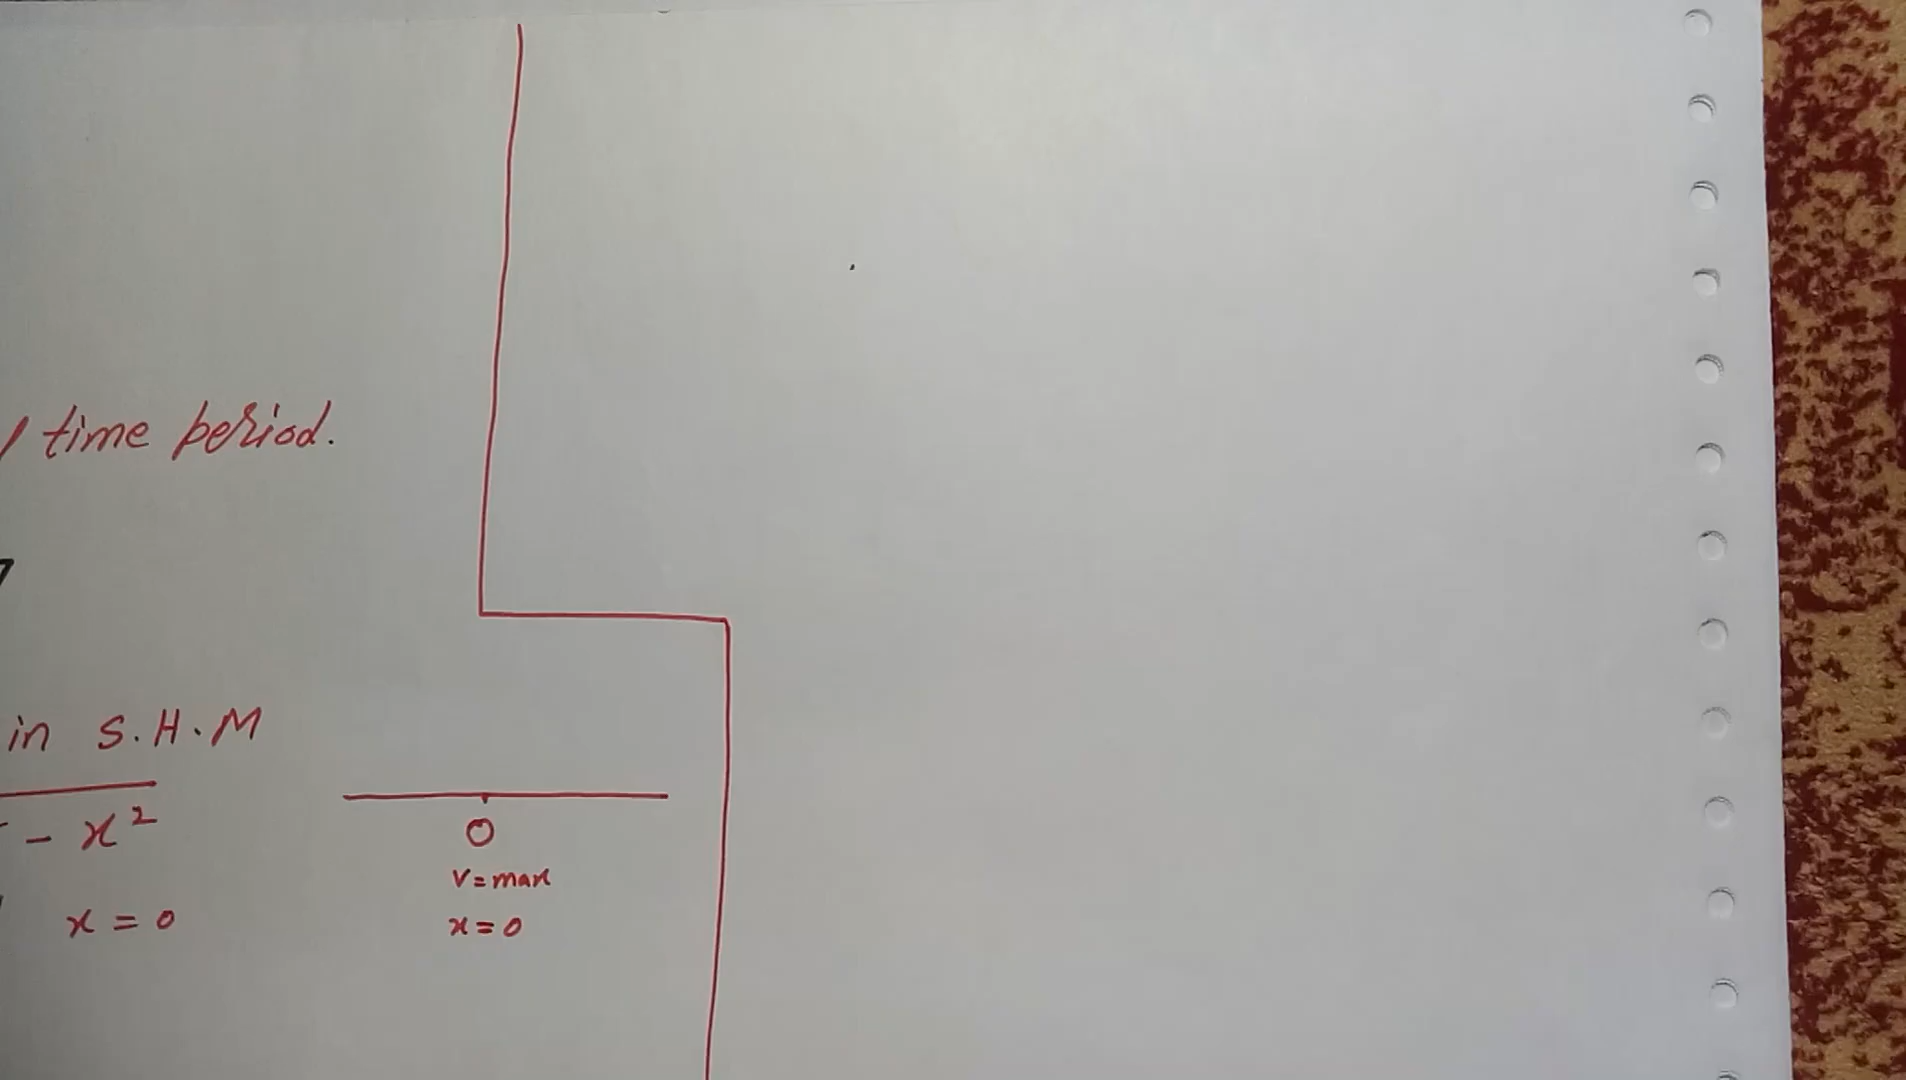 time period.
in S.H.M
- x²
x = 0
O
v = max
x = 0